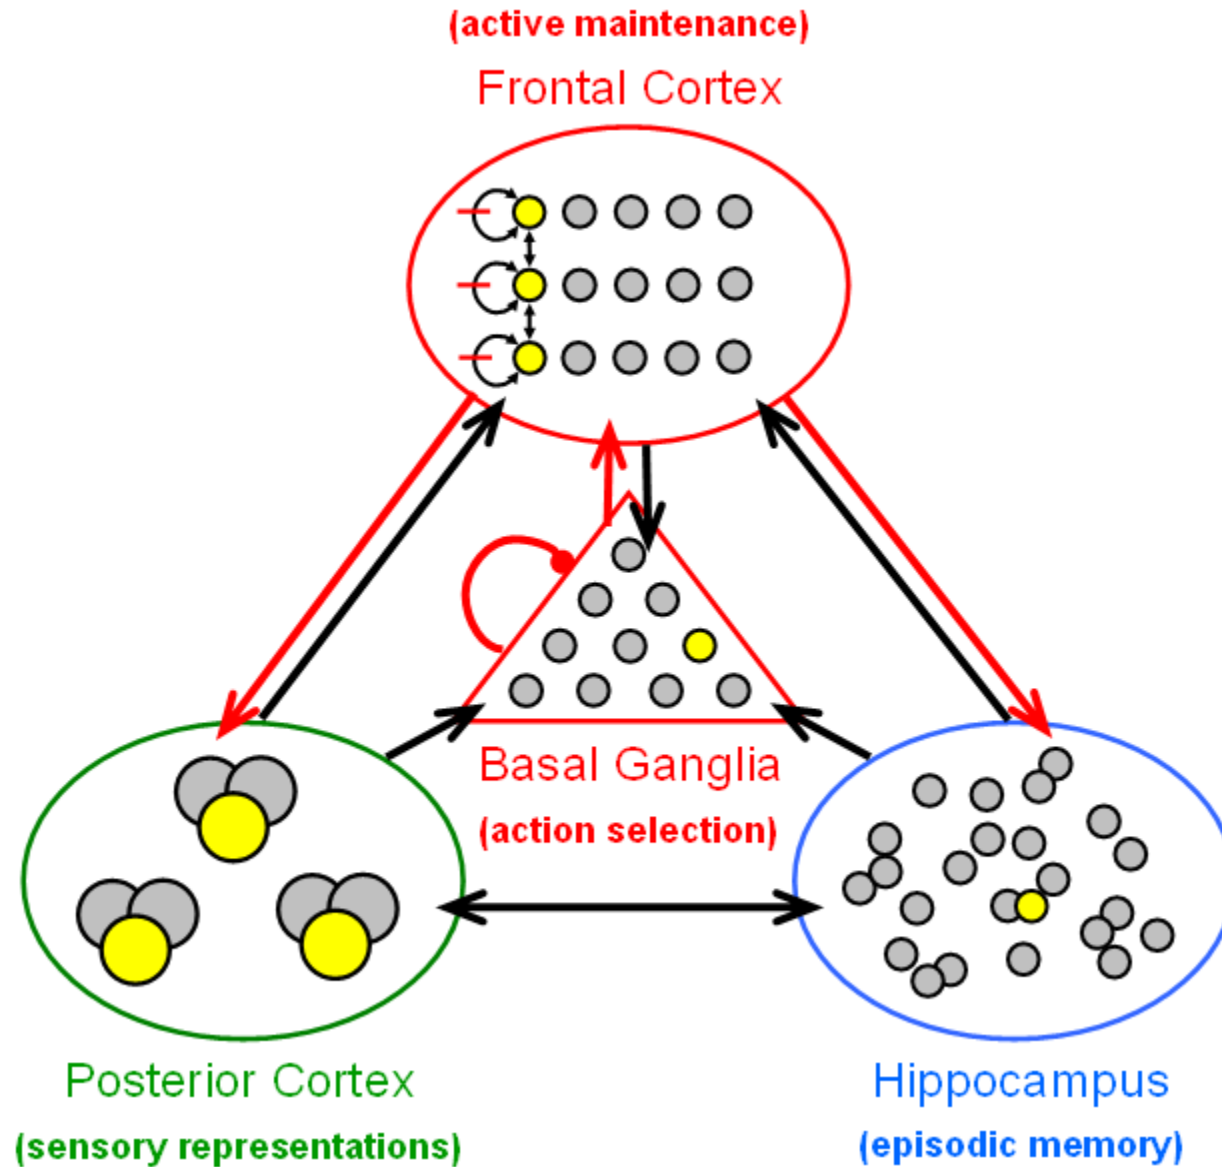 (active maintenance)
Frontal Cortex
Basal Ganglia
(action selection)
Posterior Cortex
(sensory representations)
Hippocampus
(episodic memory)